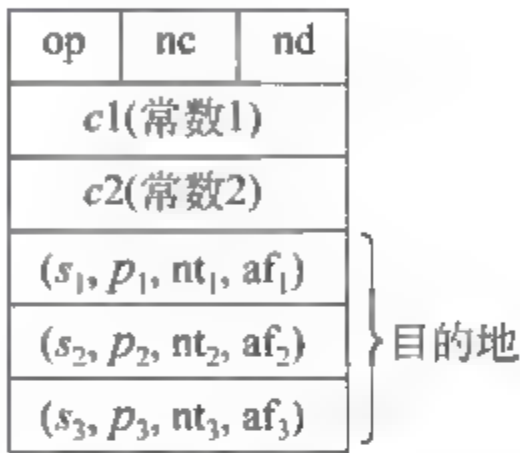 op nc nd
c1(常数1)
c2(常数2)
(s₁, p₁, nt₁, af₁)
(s₂, p₂, nt₂, af₂)
(s₃, p₃, nt₃, af₃)
目的地